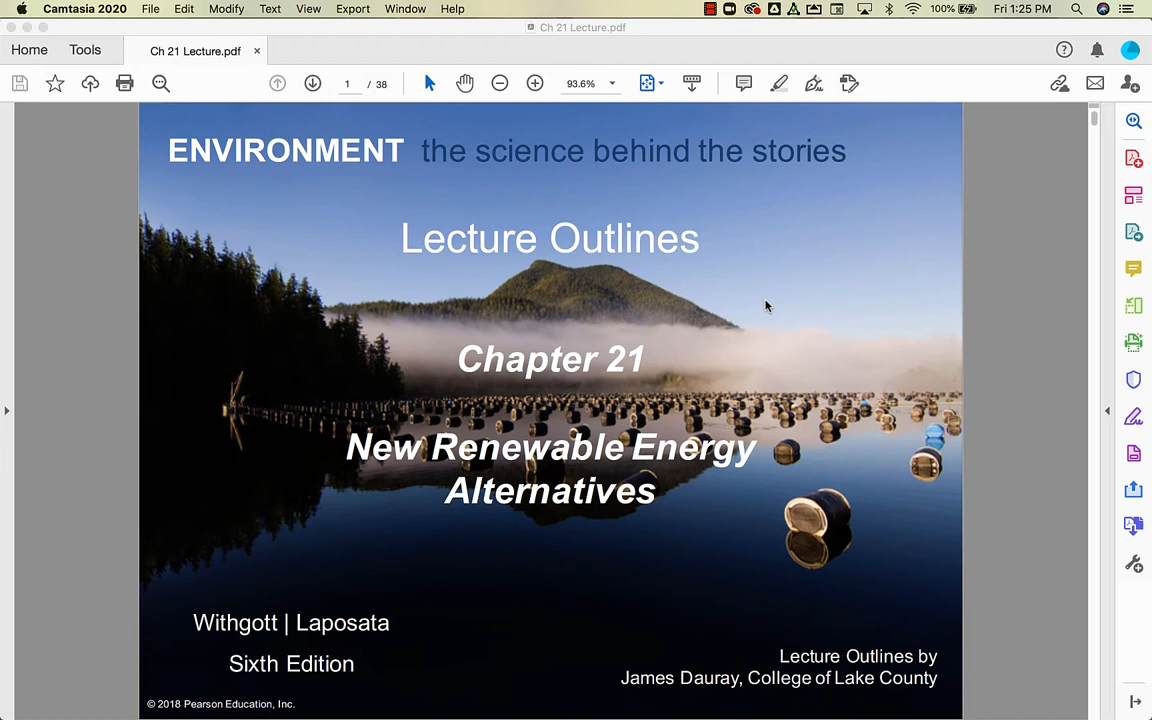 Camtasia 2020 File Edit Modify Text View Export Window Help 100% Fri 1:25 PM
Ch 21 Lecture.pdf
Home Tools Ch 21 Lecture.pdf ×
1 / 38 93.6%
ENVIRONMENT the science behind the stories
Lecture Outlines
Chapter 21
New Renewable Energy
Alternatives
Withgott | Laposata
Sixth Edition
Lecture Outlines by
James Dauray, College of Lake County
© 2018 Pearson Education, Inc.